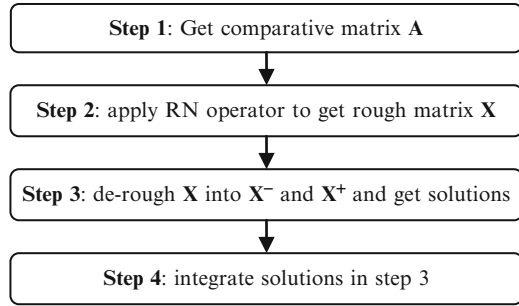 Step 1: Get comparative matrix A
Step 2: apply RN operator to get rough matrix X
Step 3: de-rough X into X⁻ and X⁺ and get solutions
Step 4: integrate solutions in step 3